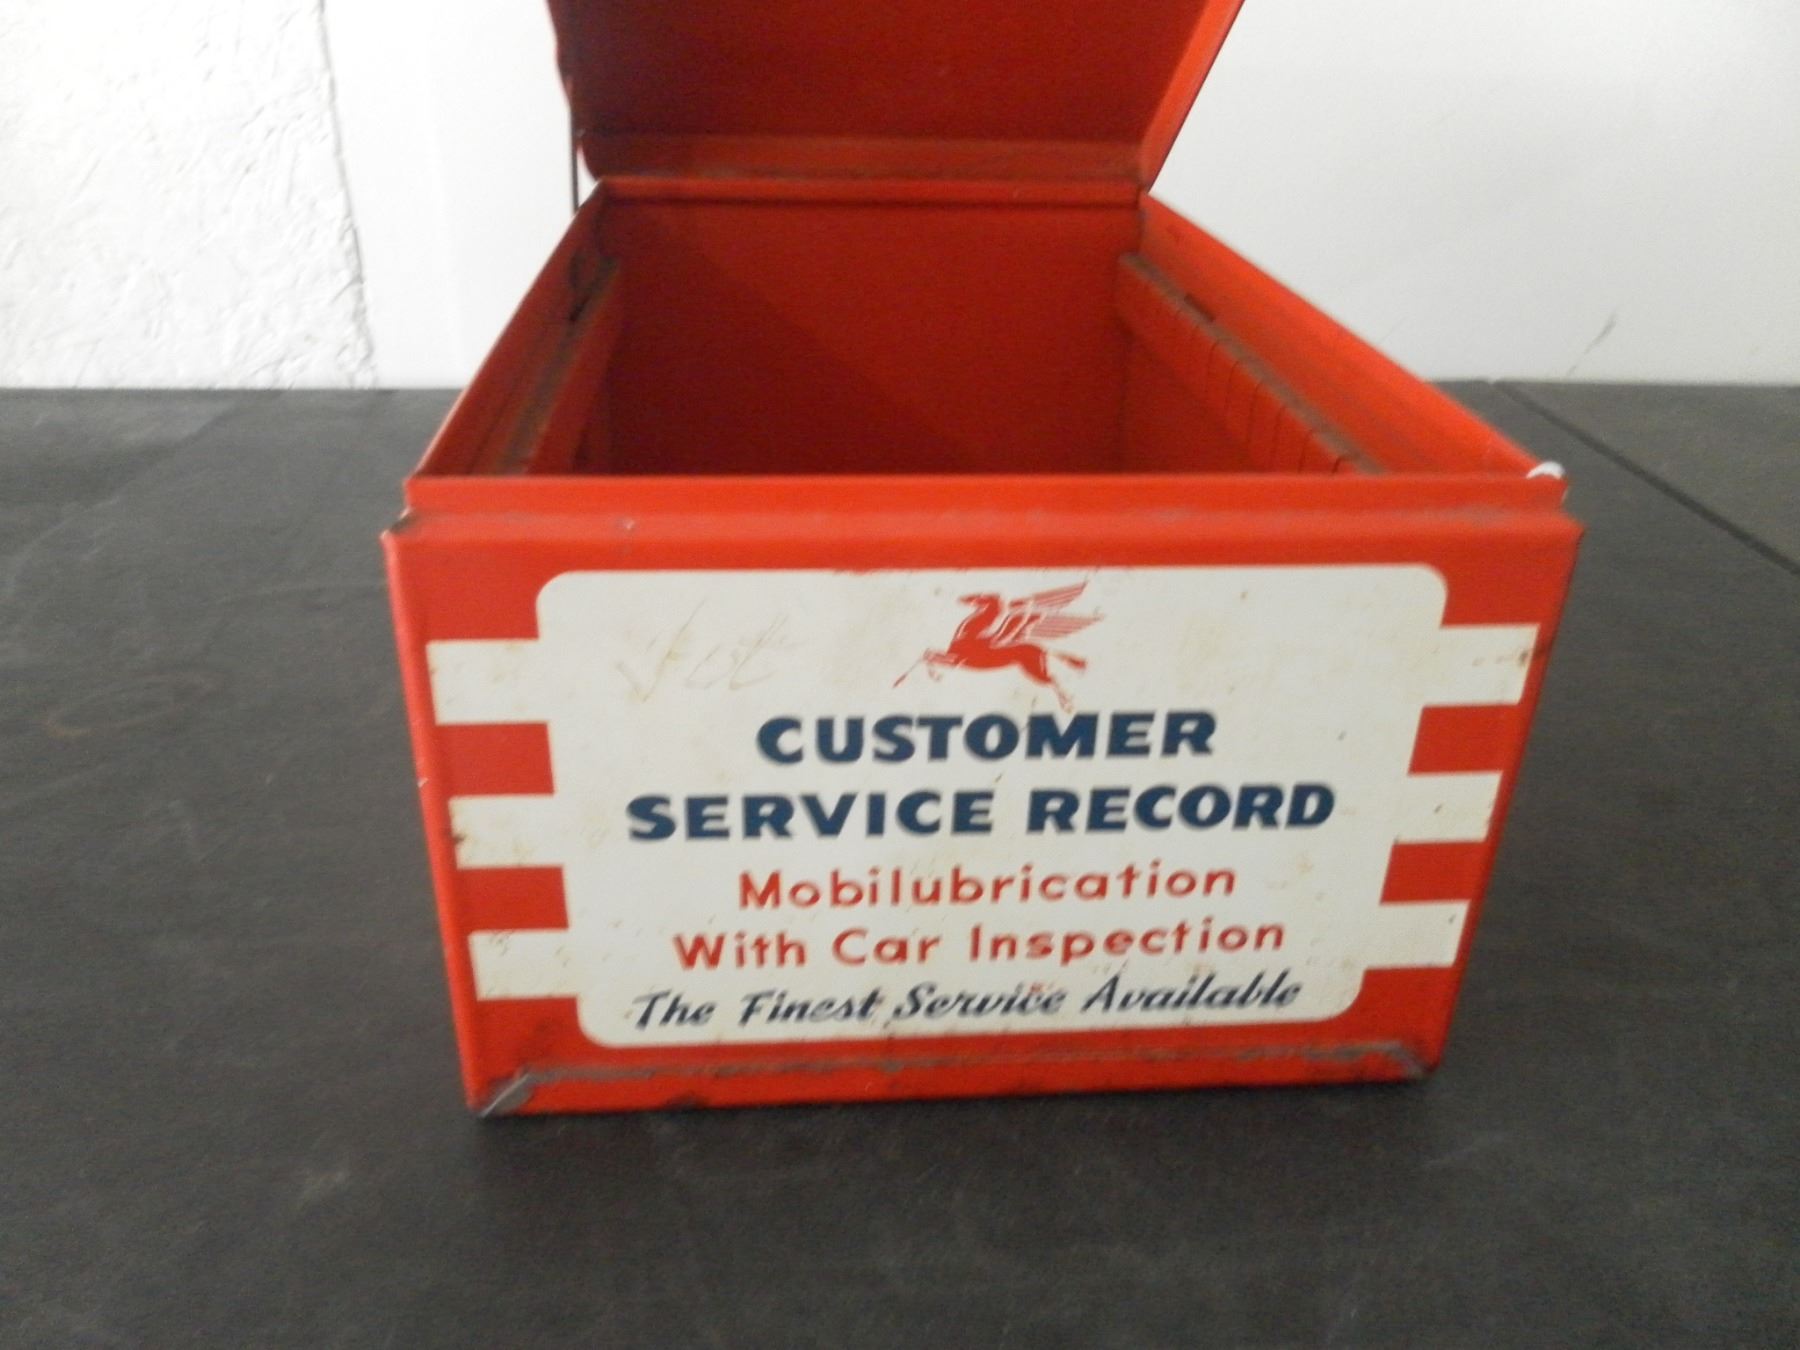 CUSTOMER
SERVICE RECORD
Mobilubrication
With Car Inspection
The Finest Service Available